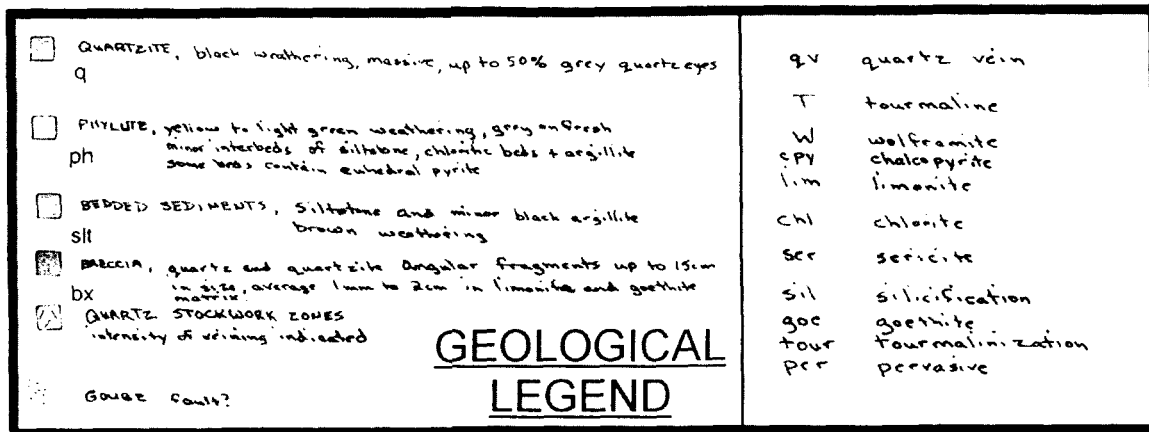 QUARTZITE, black weathering, massive, up to 50% grey quartz eyes
q
PHYLLITE, yellow to light green weathering, grey on fresh
ph
minor interbeds of siltstone, chloritic beds + argillite
some beds contain euhedral pyrite
BEDDED SEDIMENTS, siltstone and minor black argillite
slt
brown weathering
BRECCIA, quartz and quartzite angular fragments up to 15cm
bx
in size, average 1mm to 2cm in limonite and goethite
matrix.
QUARTZ STOCKWORK ZONES
intensity of veining indicated
GOUGE fault?
GEOLOGICAL
LEGEND
qv quartz vein
T tourmaline
W wolframite
cpy chalcopyrite
lim limonite
chl chlorite
ser sericite
sil silicification
goe goethite
tour tourmalinization
per pervasive